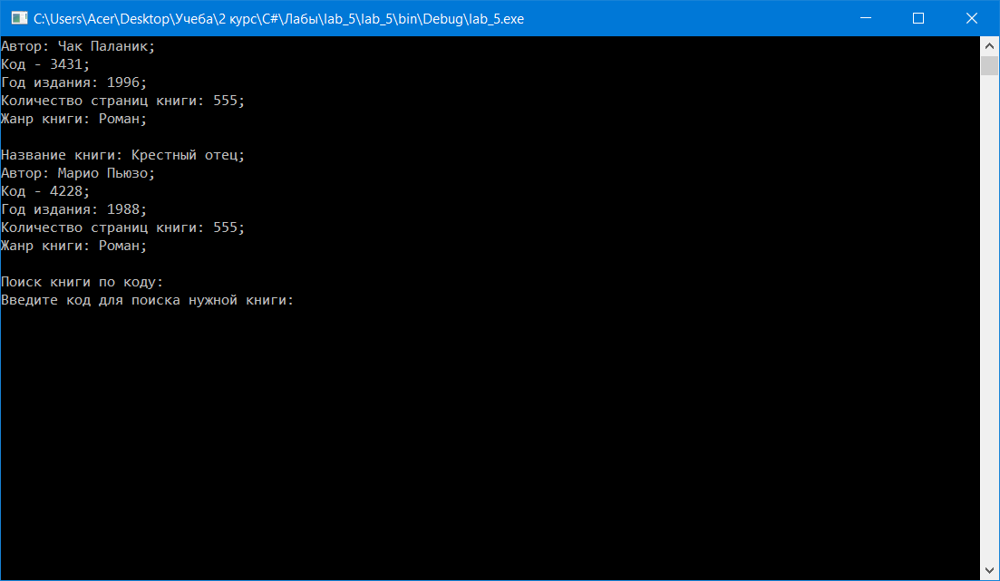 C:\Users\Acer\Desktop\Учеба\2 курс\C#\Лабы\lab_5\lab_5\bin\Debug\lab_5.exe
Автор: Чак Паланик;
Код - 3431;
Год издания: 1996;
Количество страниц книги: 555;
Жанр книги: Роман;
Название книги: Крестный отец;
Автор: Марио Пьюзо;
Код - 4228;
Год издания: 1988;
Количество страниц книги: 555;
Жанр книги: Роман;
Поиск книги по коду:
Введите код для поиска нужной книги: